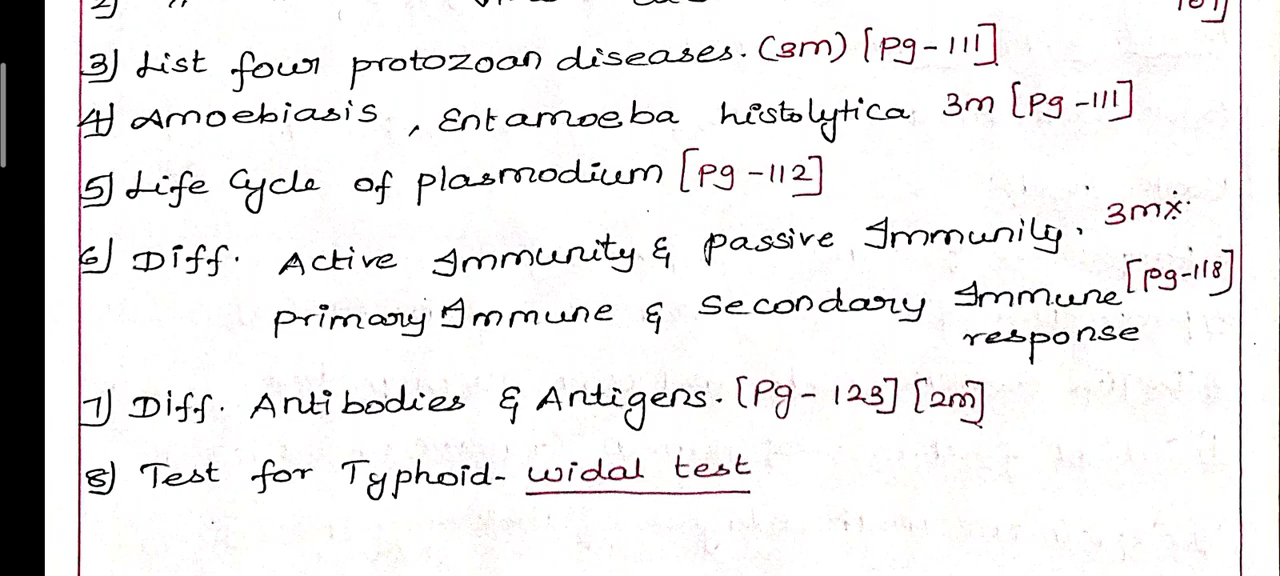 2) "
3) List four protozoan diseases. (3m) [Pg-111]
4) Amoebiasis, Entamoeba histolytica 3m [Pg-111]
5) Life Cycle of plasmodium [Pg-112]
6) Diff. Active Immunity & passive Immunity. 3m
primary Immune & secondary Immune [Pg-118]
response
7) Diff. Antibodies & Antigens. [Pg-123] [2m]
8) Test for Typhoid- widal test